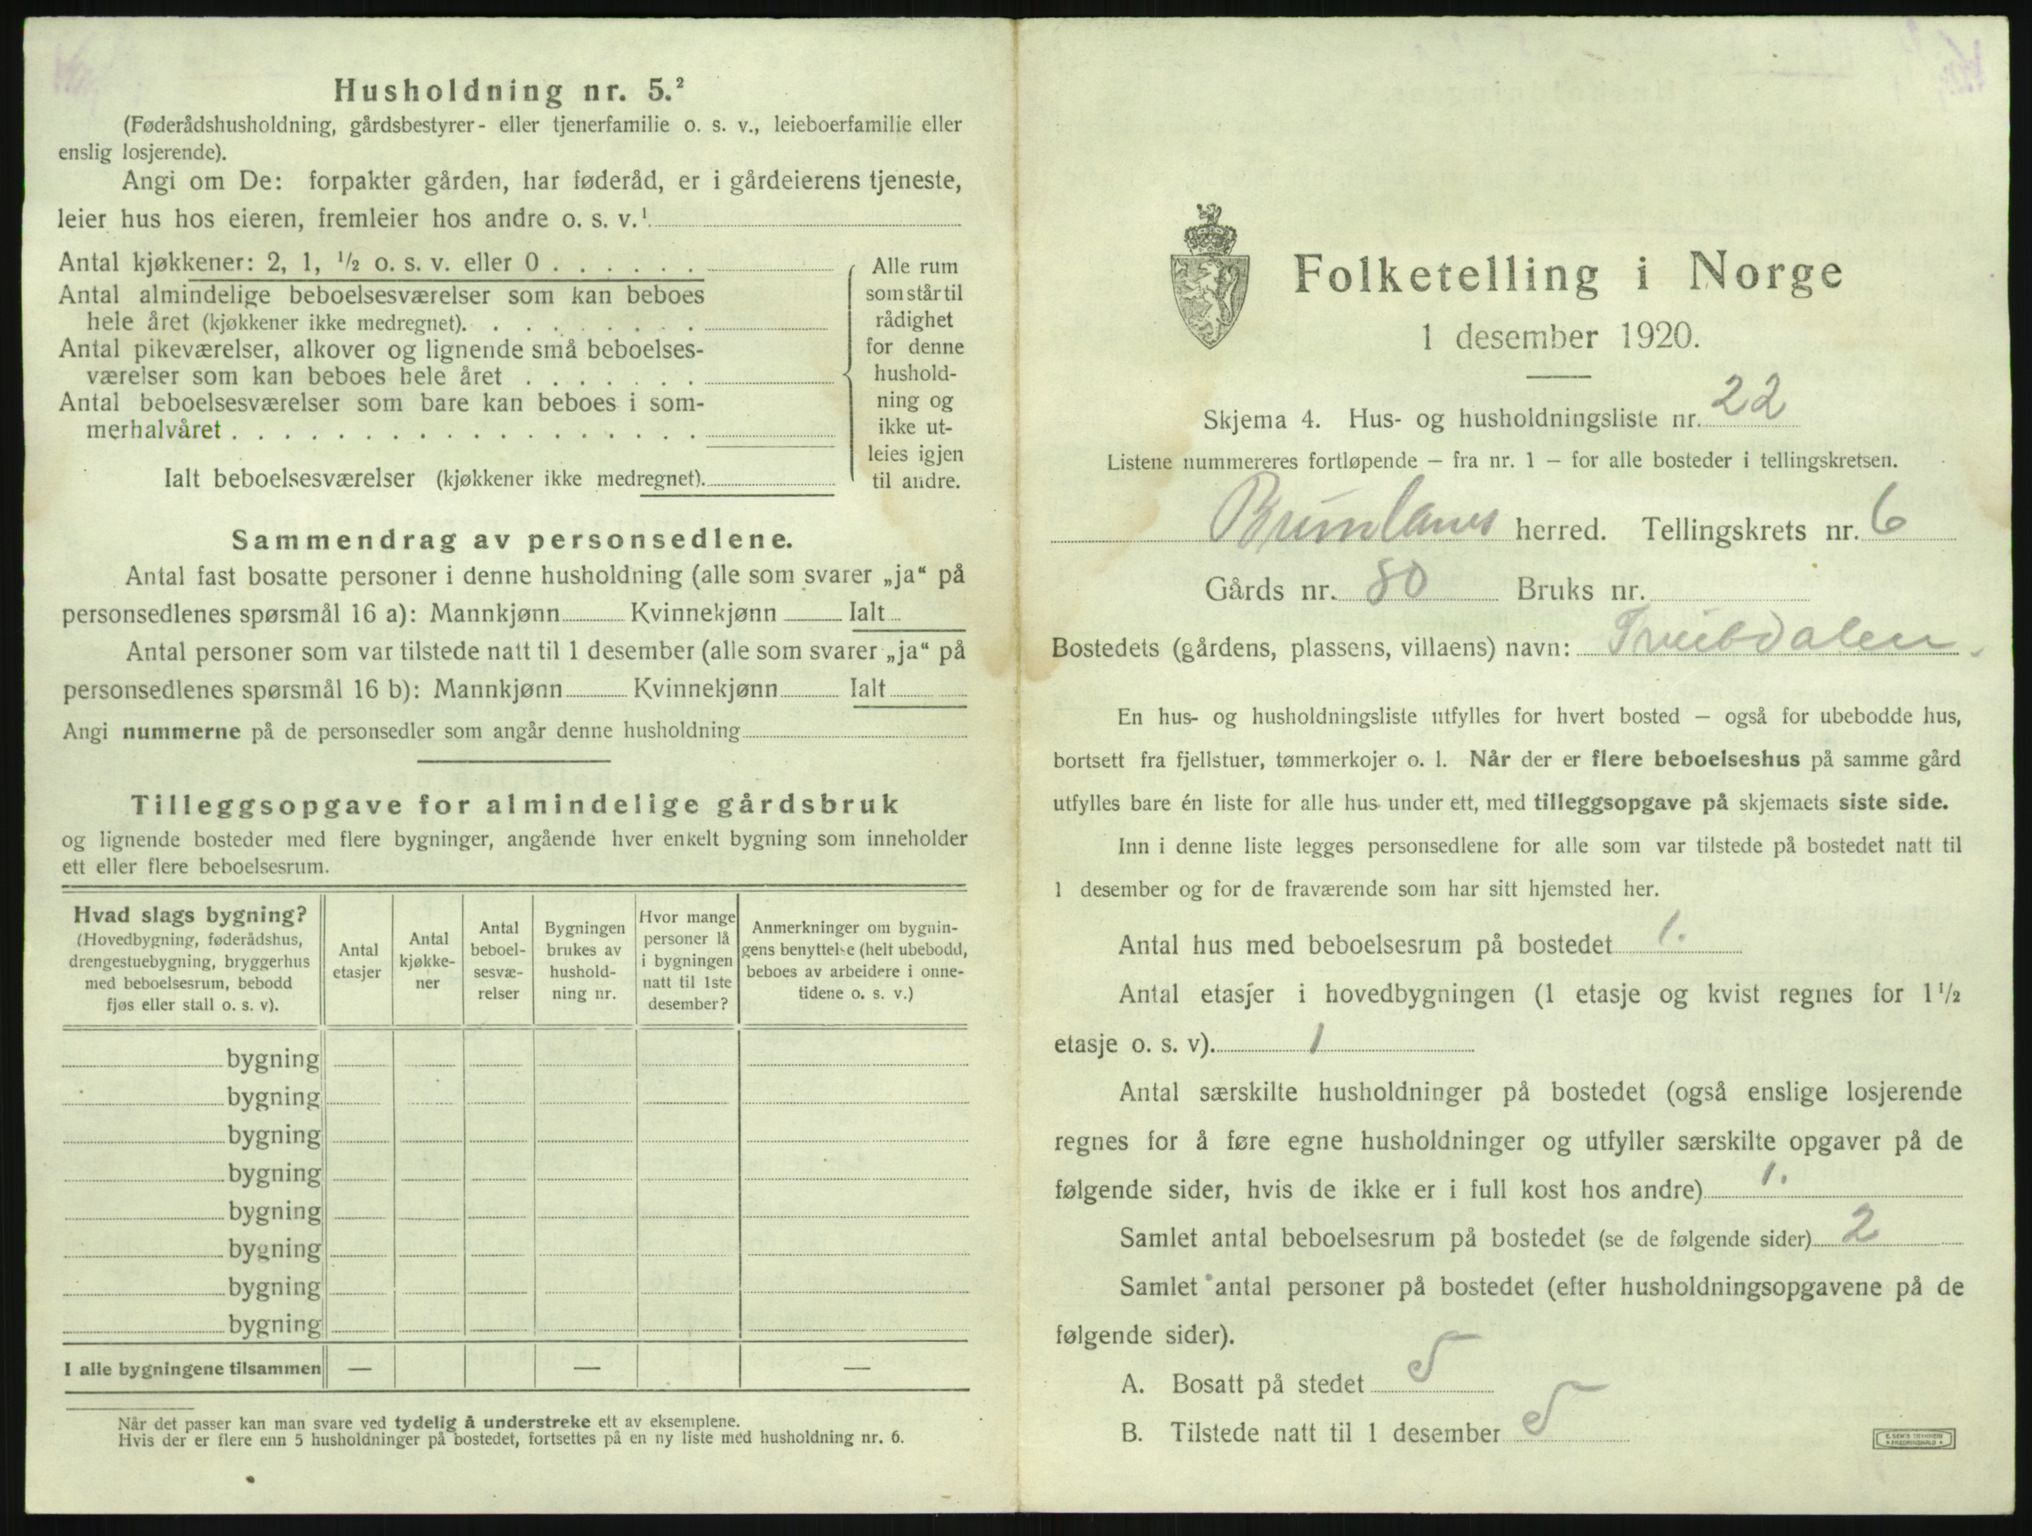 Husholdning nr. 5.²
(Føderådshusholdning, gårdsbestyrer- eller tjenerfamilie o. s. v., leieboerfamilie eller
enslig losjerende).
Angi om De: forpakter gården, har føderåd, er i gårdeierens tjeneste,
leier hus hos eieren, fremleier hos andre o. s. v.¹
Antal kjøkkener: 2, 1, ¹/₂ o. s. v. eller 0 . . . . . .
Antal almindelige beboelsesværelser som kan beboes
hele året (kjøkkener ikke medregnet). . . . . . . . .
Antal pikeværelser, alkover og lignende små beboelses-
værelser som kan beboes hele året . . . . . . .
Antal beboelsesværelser som bare kan beboes i som-
merhalvåret . . . . . . . . . . . . . . . . .
Ialt beboelsesværelser (kjøkkener ikke medregnet).
Alle rum
som står til
rådighet
for denne
hushold-
ning og
ikke ut-
leies igjen
til andre.
Sammendrag av personsedlene.
Antal fast bosatte personer i denne husholdning (alle som svarer „ja“ på
personsedlenes spørsmål 16 a): Mannkjønn Kvinnekjønn Ialt
Antal personer som var tilstede natt til 1 desember (alle som svarer „ja“ på
personsedlenes spørsmål 16 b): Mannkjønn Kvinnekjønn Ialt
Angi nummerne på de personsedler som angår denne husholdning
Tilleggsopgave for almindelige gårdsbruk
og lignende bosteder med flere bygninger, angående hver enkelt bygning som inneholder
ett eller flere beboelsesrum.
Hvad slags bygning?
(Hovedbygning, føderådshus,
drengestuebygning, bryggerhus
med beboelsesrum, bebodd
fjøs eller stall o. s. v).
Antal
etasjer
Antal
kjøkke-
ner
Antal
beboel-
sesvæ-
relser
Bygningen
brukes av
hushold-
ning nr.
Hvor mange
personer lå
i bygningen
natt til 1ste
desember?
Anmerkninger om bygnin-
gens benyttelse (helt ubebodd,
beboes av arbeidere i onne-
tidene o. s. v.)
bygning
bygning
bygning
bygning
bygning
bygning
bygning
bygning
I alle bygningene tilsammen — — —
Når det passer kan man svare ved tydelig å understreke ett av eksemplene.
Hvis der er flere enn 5 husholdninger på bostedet, fortsettes på en ny liste med husholdning nr. 6.
Folketelling i Norge
1 desember 1920.
Skjema 4. Hus- og husholdningsliste nr. 22
Listene nummereres fortløpende — fra nr. 1 — for alle bosteder i tellingskretsen.
Brunlanes herred. Tellingskrets nr. 6
Gårds nr. 80 Bruks nr.
Bostedets (gårdens, plassens, villaens) navn:
En hus- og husholdningsliste utfylles for hvert bosted — også for ubebodde hus,
bortsett fra fjellstuer, tømmerkojer o. l. Når der er flere beboelseshus på samme gård
utfylles bare én liste for alle hus under ett, med tilleggsopgave på skjemaets siste side.
Inn i denne liste legges personsedlene for alle som var tilstede på bostedet natt til
1 desember og for de fraværende som har sitt hjemsted her.
Antal hus med beboelsesrum på bostedet 1.
Antal etasjer i hovedbygningen (1 etasje og kvist regnes for 1 ¹/₂
etasje o. s. v). 1
Antal særskilte husholdninger på bostedet (også enslige losjerende
regnes for å føre egne husholdninger og utfyller særskilte opgaver på de
følgende sider, hvis de ikke er i full kost hos andre) 1.
Samlet antal beboelsesrum på bostedet (se de følgende sider) 2
Samlet antal personer på bostedet (efter husholdningsopgavene på de
følgende sider).
A. Bosatt på stedet 5
B. Tilstede natt til 1 desember 5